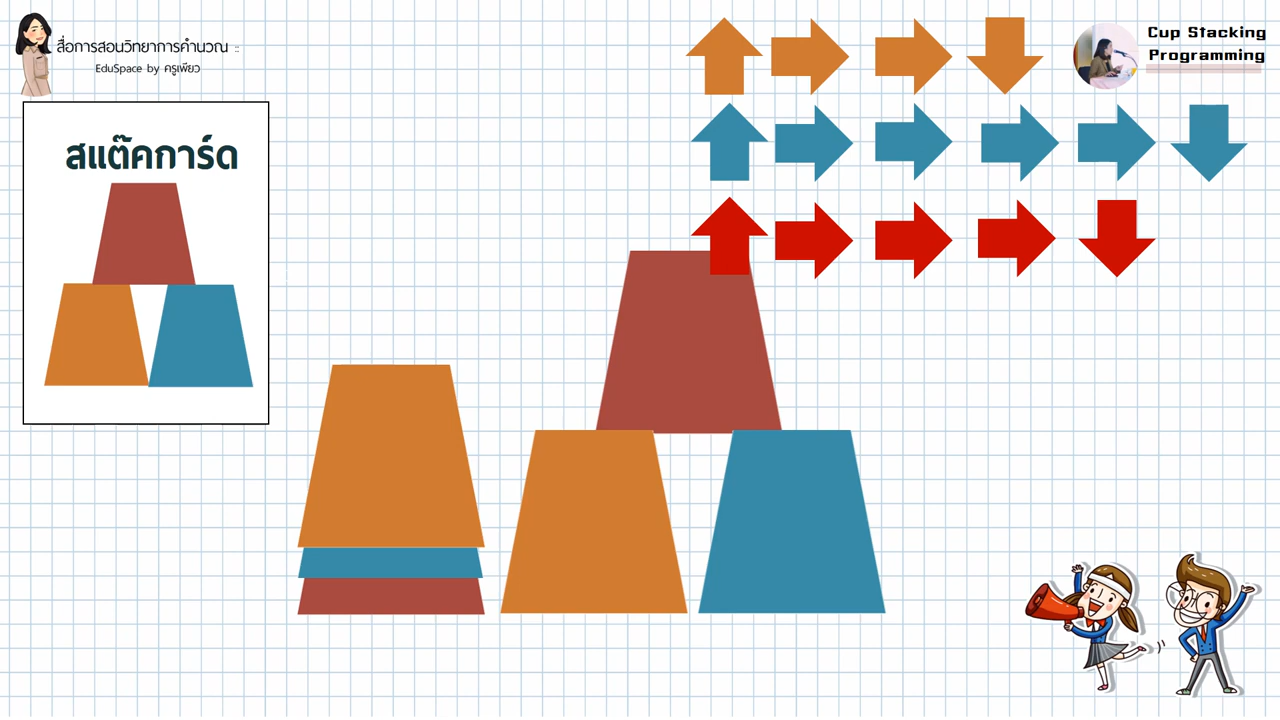 สื่อการสอนวิทยาการคำนวณ ::
EduSpace by ครูเพียว
Cup Stacking
Programming
สแต๊คการ์ด